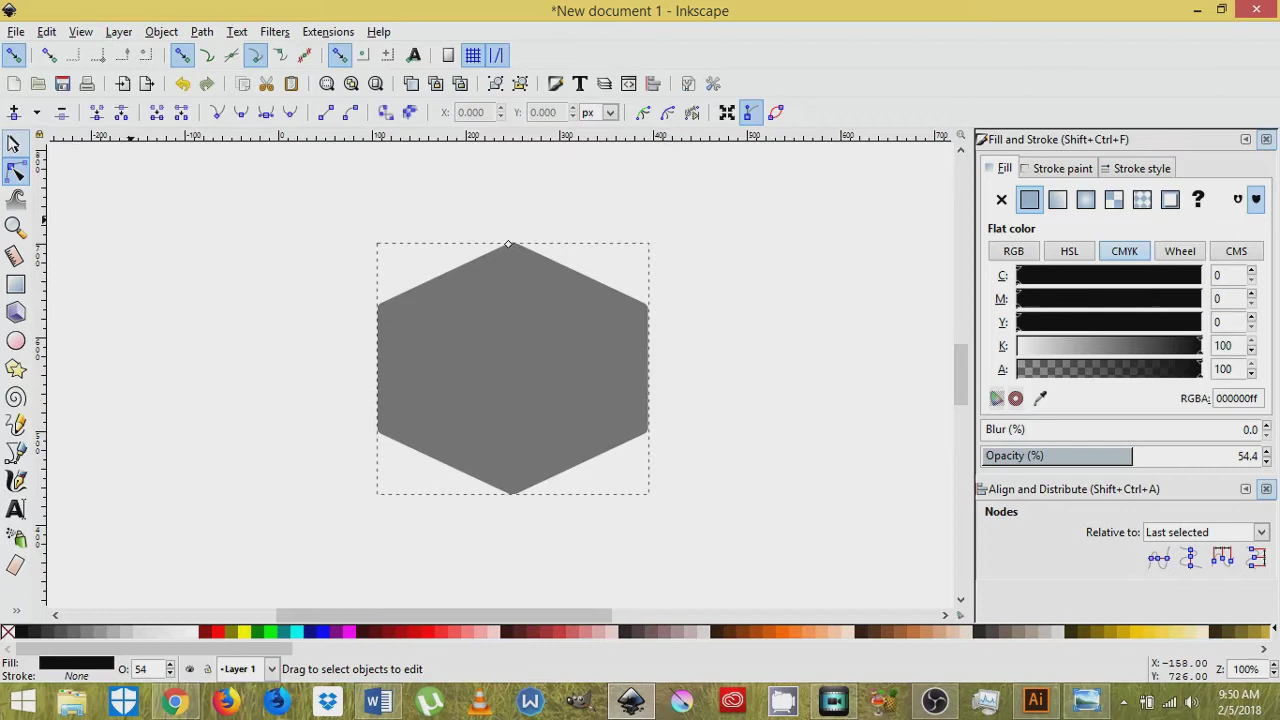 *New document 1 - Inkscape
File Edit View Layer Object Path Text Filters Extensions Help
X: 0.000 Y: 0.000 px
Fill and Stroke (Shift+Ctrl+F)
Fill Stroke paint Stroke style
Flat color
RGB HSL CMYK Wheel CMS
C: 0
M: 0
Y: 0
K: 100
A: 100
RGBA: 000000ff
Blur (%) 0.0
Opacity (%) 54.4
Align and Distribute (Shift+Ctrl+A)
Nodes
Relative to: Last selected
Fill:
Stroke: None
O: 54
Layer 1
Drag to select objects to edit
X: -158.00
Y: 726.00
Z: 100%
9:50 AM
2/5/2018